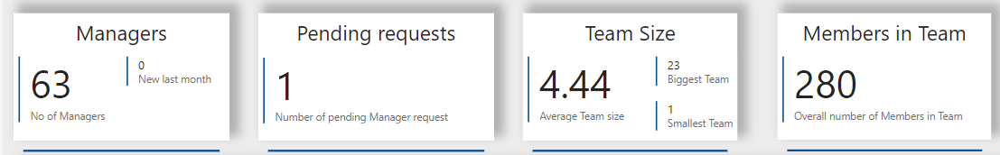 Managers
63
No of Managers
0
New last month
Pending requests
1
Number of pending Manager request
Team Size
4.44
Average Team size
23
Biggest Team
1
Smallest Team
Members in Team
280
Overall number of Members in Team